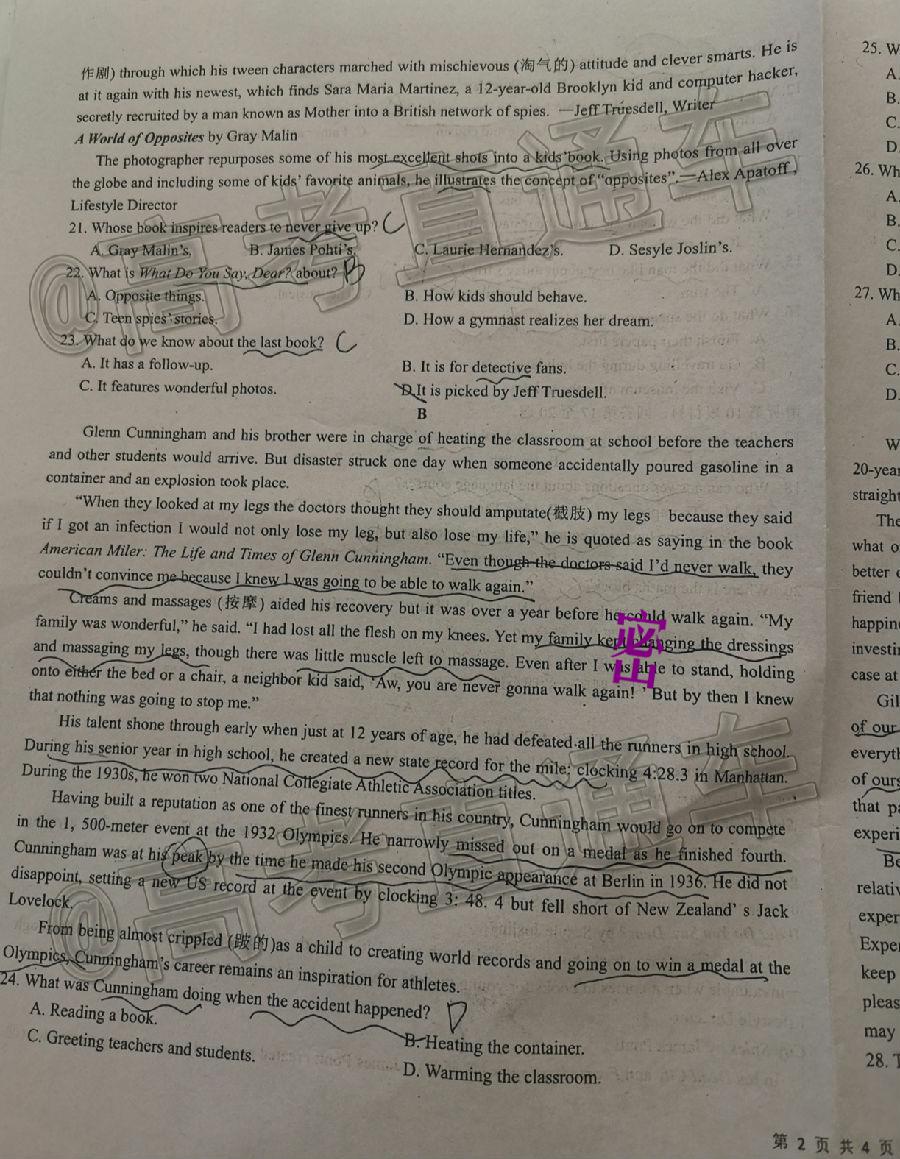 作剧) through which his tween characters marched with mischievous (淘气的) attitude and clever smarts. He is
at it again with his newest, which finds Sara Maria Martinez, a 12-year-old Brooklyn kid and computer hacker,
secretly recruited by a man known as Mother into a British network of spies. —Jeff Truesdell, Writer
A World of Opposites by Gray Malin
The photographer repurposes some of his most excellent shots into a kids' book. Using photos from all over
the globe and including some of kids' favorite animals, he illustrates the concept of "opposites".—Alex Apatoff,
Lifestyle Director
21. Whose book inspires readers to never give up? C
A. Gray Malin's. B. James Pohti's. C. Laurie Hernandez's. D. Sesyle Joslin's.
22. What is What Do You Say, Dear? about? B
A. Opposite things. B. How kids should behave.
C. Teen spies' stories. D. How a gymnast realizes her dream.
23. What do we know about the last book? C
A. It has a follow-up. B. It is for detective fans.
C. It features wonderful photos. D. It is picked by Jeff Truesdell.
B
Glenn Cunningham and his brother were in charge of heating the classroom at school before the teachers
and other students would arrive. But disaster struck one day when someone accidentally poured gasoline in a
container and an explosion took place.
"When they looked at my legs the doctors thought they should amputate(截肢) my legs because they said
if I got an infection I would not only lose my leg, but also lose my life," he is quoted as saying in the book
American Miler: The Life and Times of Glenn Cunningham. "Even though the doctors said I'd never walk, they
couldn't convince me because I knew I was going to be able to walk again."
Creams and massages (按摩) aided his recovery but it was over a year before he could walk again. "My
family was wonderful," he said. "I had lost all the flesh on my knees. Yet my family kept changing the dressings
and massaging my legs, though there was little muscle left to massage. Even after I was able to stand, holding
onto either the bed or a chair, a neighbor kid said, 'Aw, you are never gonna walk again!' But by then I knew
that nothing was going to stop me."
His talent shone through early when just at 12 years of age, he had defeated all the runners in high school.
During his senior year in high school, he created a new state record for the mile; clocking 4:28.3 in Manhattan.
During the 1930s, he won two National Collegiate Athletic Association titles.
Having built a reputation as one of the finest runners in his country, Cunningham would go on to compete
in the 1, 500-meter event at the 1932 Olympics. He narrowly missed out on a medal as he finished fourth.
Cunningham was at his peak by the time he made his second Olympic appearance at Berlin in 1936. He did not
disappoint, setting a new US record at the event by clocking 3: 48. 4 but fell short of New Zealand' s Jack
Lovelock.
From being almost crippled (跛的)as a child to creating world records and going on to win a medal at the
Olympics, Cunningham's career remains an inspiration for athletes.
24. What was Cunningham doing when the accident happened? D
A. Reading a book. B. Heating the container.
C. Greeting teachers and students. D. Warming the classroom.
第 2 页 共 4 页
25. W
A.
B.
C.
D.
26. Wh
A.
B.
C.
D.
27. Wh
A.
B.
C.
D.
W
20-year
straight
The
what o
better
friend
happin
investi
case at
Gil
of our
everyth
of ours
that pa
experi
Be
relativ
exper
Expe
keep
pleas
may
28. T
@高考直通车
@高考直通车
密
出